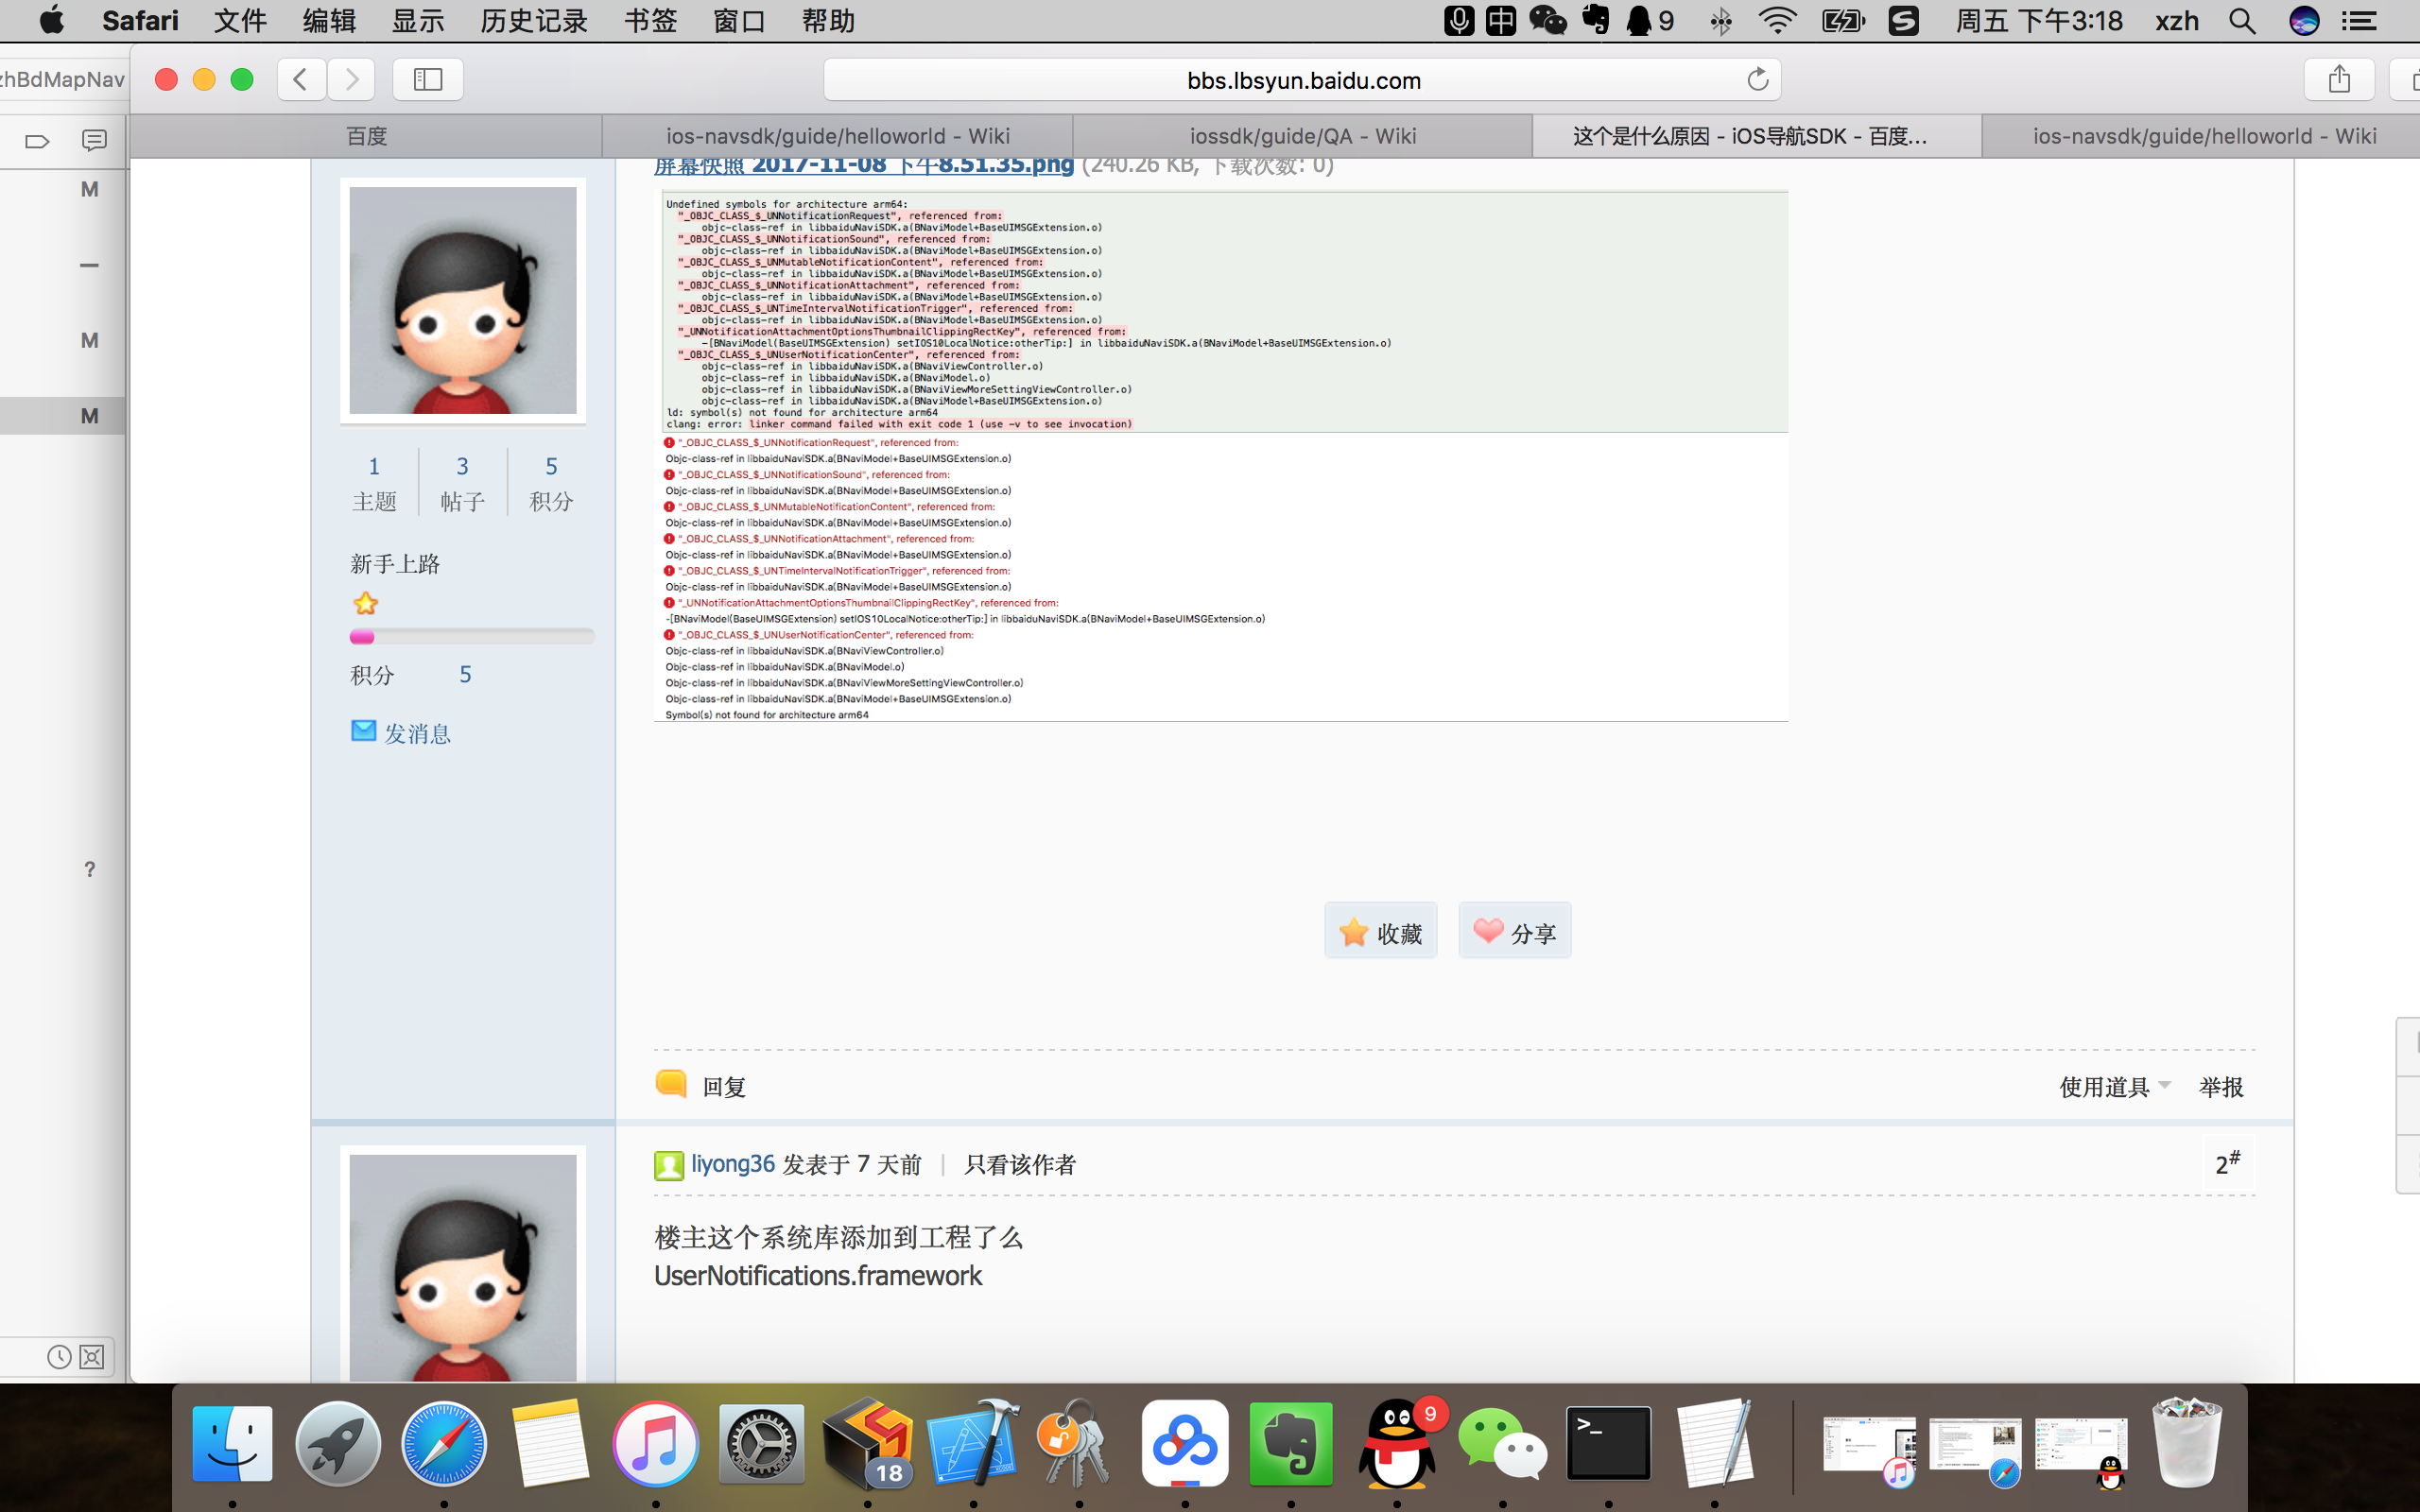 Safari 文件 编辑 显示 历史记录 书签 窗口 帮助 中 9 周五 下午3:18 xzh
zhBdMapNav
bbs.lbsyun.baidu.com
百度
ios-navsdk/guide/helloworld - Wiki
iossdk/guide/QA - Wiki
这个是什么原因 - iOS导航SDK - 百度...
ios-navsdk/guide/helloworld - Wiki
M
M
M
?
屏幕快照 2017-11-08 下午8.51.35.png (240.26 KB, 下载次数: 0)
Undefined symbols for architecture arm64:
"_OBJC_CLASS_$_UNNotificationRequest", referenced from:
objc-class-ref in libbaiduNaviSDK.a(BNaviModel+BaseUIMSGExtension.o)
"_OBJC_CLASS_$_UNNotificationSound", referenced from:
objc-class-ref in libbaiduNaviSDK.a(BNaviModel+BaseUIMSGExtension.o)
"_OBJC_CLASS_$_UNMutableNotificationContent", referenced from:
objc-class-ref in libbaiduNaviSDK.a(BNaviModel+BaseUIMSGExtension.o)
"_OBJC_CLASS_$_UNNotificationAttachment", referenced from:
objc-class-ref in libbaiduNaviSDK.a(BNaviModel+BaseUIMSGExtension.o)
"_OBJC_CLASS_$_UNTimeIntervalNotificationTrigger", referenced from:
objc-class-ref in libbaiduNaviSDK.a(BNaviModel+BaseUIMSGExtension.o)
"_UNNotificationAttachmentOptionsThumbnailClippingRectKey", referenced from:
-[BNaviModel(BaseUIMSGExtension) setIOS10LocalNotice:otherTip:] in libbaiduNaviSDK.a(BNaviModel+BaseUIMSGExtension.o)
"_OBJC_CLASS_$_UNUserNotificationCenter", referenced from:
objc-class-ref in libbaiduNaviSDK.a(BNaviViewController.o)
objc-class-ref in libbaiduNaviSDK.a(BNaviModel.o)
objc-class-ref in libbaiduNaviSDK.a(BNaviViewMoreSettingViewController.o)
objc-class-ref in libbaiduNaviSDK.a(BNaviModel+BaseUIMSGExtension.o)
ld: symbol(s) not found for architecture arm64
clang: error: linker command failed with exit code 1 (use -v to see invocation)
"_OBJC_CLASS_$_UNNotificationRequest", referenced from:
Objc-class-ref in libbaiduNaviSDK.a(BNaviModel+BaseUIMSGExtension.o)
"_OBJC_CLASS_$_UNNotificationSound", referenced from:
Objc-class-ref in libbaiduNaviSDK.a(BNaviModel+BaseUIMSGExtension.o)
"_OBJC_CLASS_$_UNMutableNotificationContent", referenced from:
Objc-class-ref in libbaiduNaviSDK.a(BNaviModel+BaseUIMSGExtension.o)
"_OBJC_CLASS_$_UNNotificationAttachment", referenced from:
Objc-class-ref in libbaiduNaviSDK.a(BNaviModel+BaseUIMSGExtension.o)
"_OBJC_CLASS_$_UNTimeIntervalNotificationTrigger", referenced from:
Objc-class-ref in libbaiduNaviSDK.a(BNaviModel+BaseUIMSGExtension.o)
"_UNNotificationAttachmentOptionsThumbnailClippingRectKey", referenced from:
-[BNaviModel(BaseUIMSGExtension) setIOS10LocalNotice:otherTip:] in libbaiduNaviSDK.a(BNaviModel+BaseUIMSGExtension.o)
"_OBJC_CLASS_$_UNUserNotificationCenter", referenced from:
Objc-class-ref in libbaiduNaviSDK.a(BNaviViewController.o)
Objc-class-ref in libbaiduNaviSDK.a(BNaviModel.o)
Objc-class-ref in libbaiduNaviSDK.a(BNaviViewMoreSettingViewController.o)
Objc-class-ref in libbaiduNaviSDK.a(BNaviModel+BaseUIMSGExtension.o)
Symbol(s) not found for architecture arm64
1 3 5
主题 帖子 积分
新手上路
积分 5
发消息
收藏 分享
回复 使用道具 举报
liyong36 发表于 7 天前 | 只看该作者 2#
楼主这个系统库添加到工程了么
UserNotifications.framework
18
9
>_